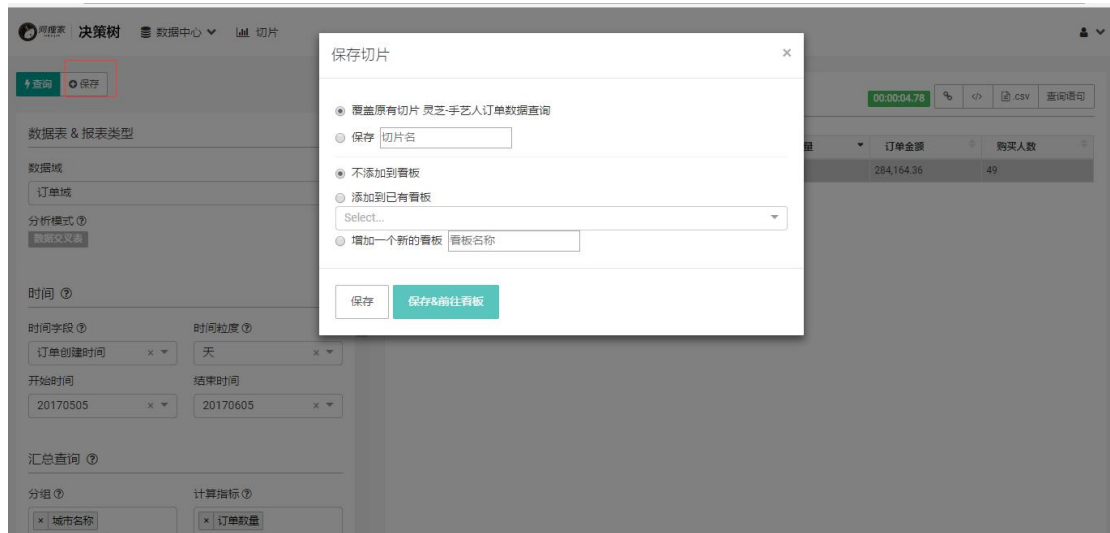 阿姨家 决策树 数据中心 切片
查询 保存
保存切片 ×
覆盖原有切片 灵芝-手艺人订单数据查询
保存 切片名
不添加到看板
添加到已有看板
Select...
增加一个新的看板 看板名称
保存 保存&前往看板
00:00:04.78 </> .csv 查询语句
量 订单金额 购买人数
284,164.36 49
数据表 & 报表类型
数据域
订单域
分析模式
数据交叉表
时间
时间字段 时间粒度
订单创建时间 × 天 ×
开始时间 结束时间
20170505 × 20170605 ×
汇总查询
分组 计算指标
× 城市名称 × 订单数量